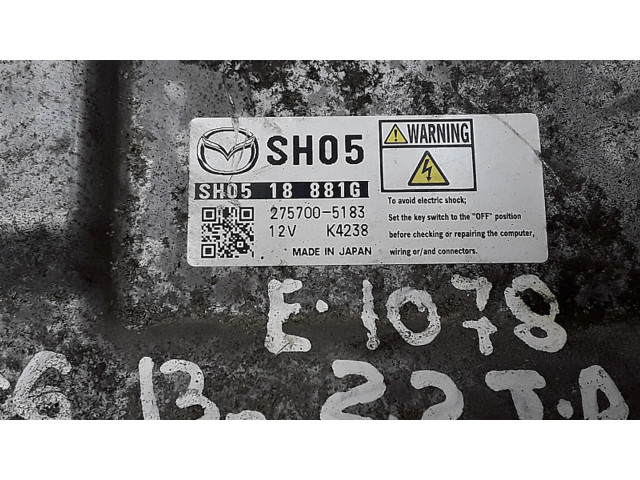 SH05
SH05 18 881G
275700-5183
12V K4238
MADE IN JAPAN
WARNING
To avoid electric shock;
Set the key switch to the "OFF" position
before checking or repairing the computer,
wiring or/and connectors.
E.1078
6 13 2.2 T.A